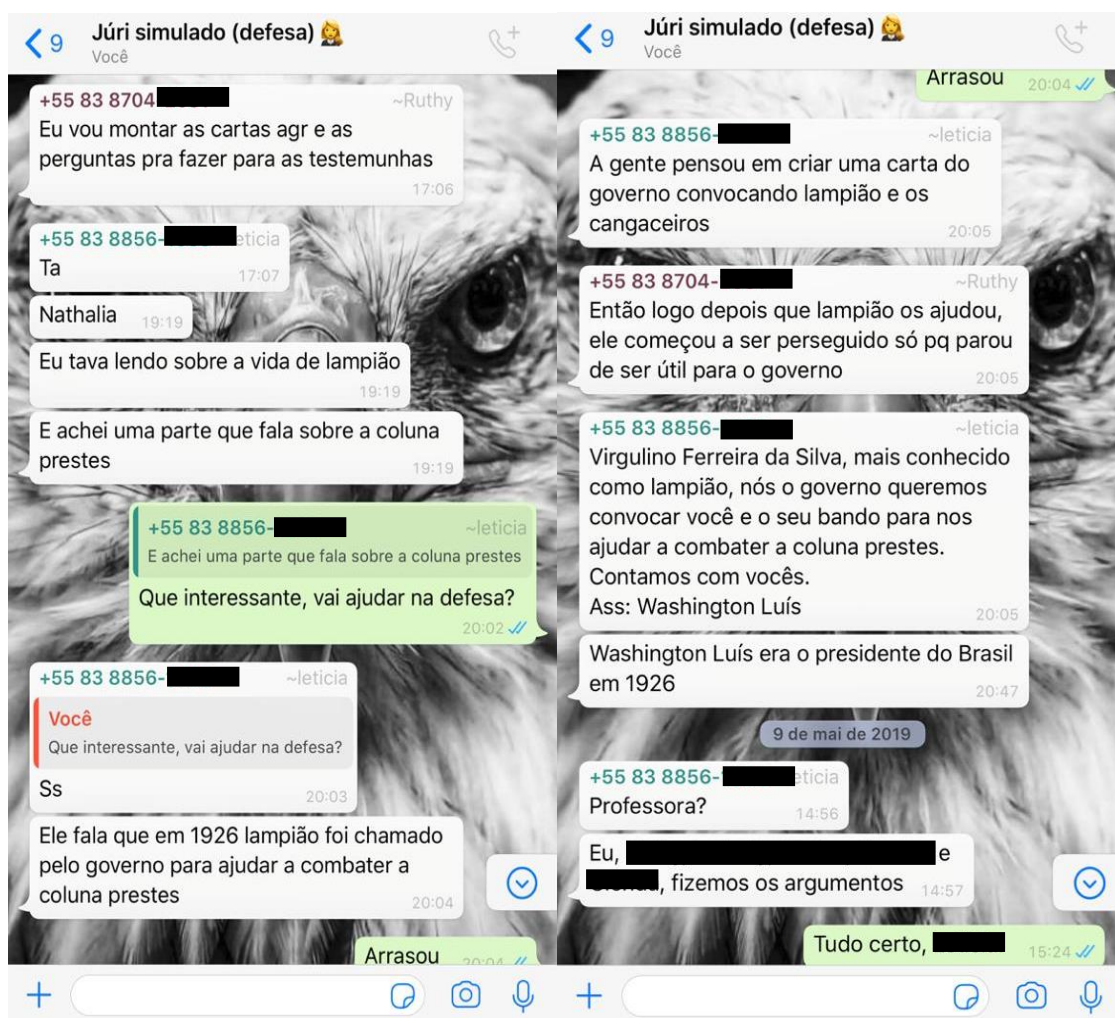 9
Júri simulado (defesa) 👩‍⚖️
Você
+55 83 8704
~Ruthy
Eu vou montar as cartas agr e as
perguntas pra fazer para as testemunhas
17:06
+55 83 8856-
eticia
Ta
17:07
Nathalia
19:19
Eu tava lendo sobre a vida de lampião
19:19
E achei uma parte que fala sobre a coluna
prestes
19:19
+55 83 8856-
~leticia
E achei uma parte que fala sobre a coluna prestes
Que interessante, vai ajudar na defesa?
20:02
+55 83 8856-
~leticia
Você
Que interessante, vai ajudar na defesa?
Ss
20:03
Ele fala que em 1926 lampião foi chamado
pelo governo para ajudar a combater a
coluna prestes
20:04
Arrasou
20:04
9
Júri simulado (defesa) 👩‍⚖️
Você
Arrasou
20:04
+55 83 8856-
~leticia
A gente pensou em criar uma carta do
governo convocando lampião e os
cangaceiros
20:05
+55 83 8704-
~Ruthy
Então logo depois que lampião os ajudou,
ele começou a ser perseguido só pq parou
de ser útil para o governo
20:05
+55 83 8856-
~leticia
Virgulino Ferreira da Silva, mais conhecido
como lampião, nós o governo queremos
convocar você e o seu bando para nos
ajudar a combater a coluna prestes.
Contamos com vocês.
Ass: Washington Luís
20:05
Washington Luís era o presidente do Brasil
em 1926
20:47
9 de mai de 2019
+55 83 8856-
eticia
Professora?
14:56
Eu,
e
, fizemos os argumentos
14:57
Tudo certo,
15:24